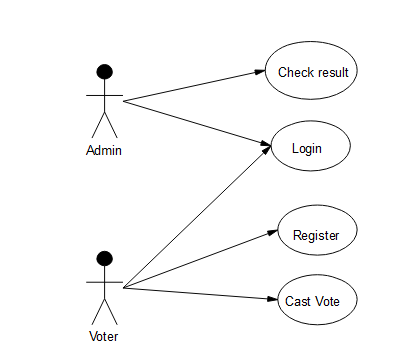 Check result
Admin
Login
Register
Cast Vote
Voter